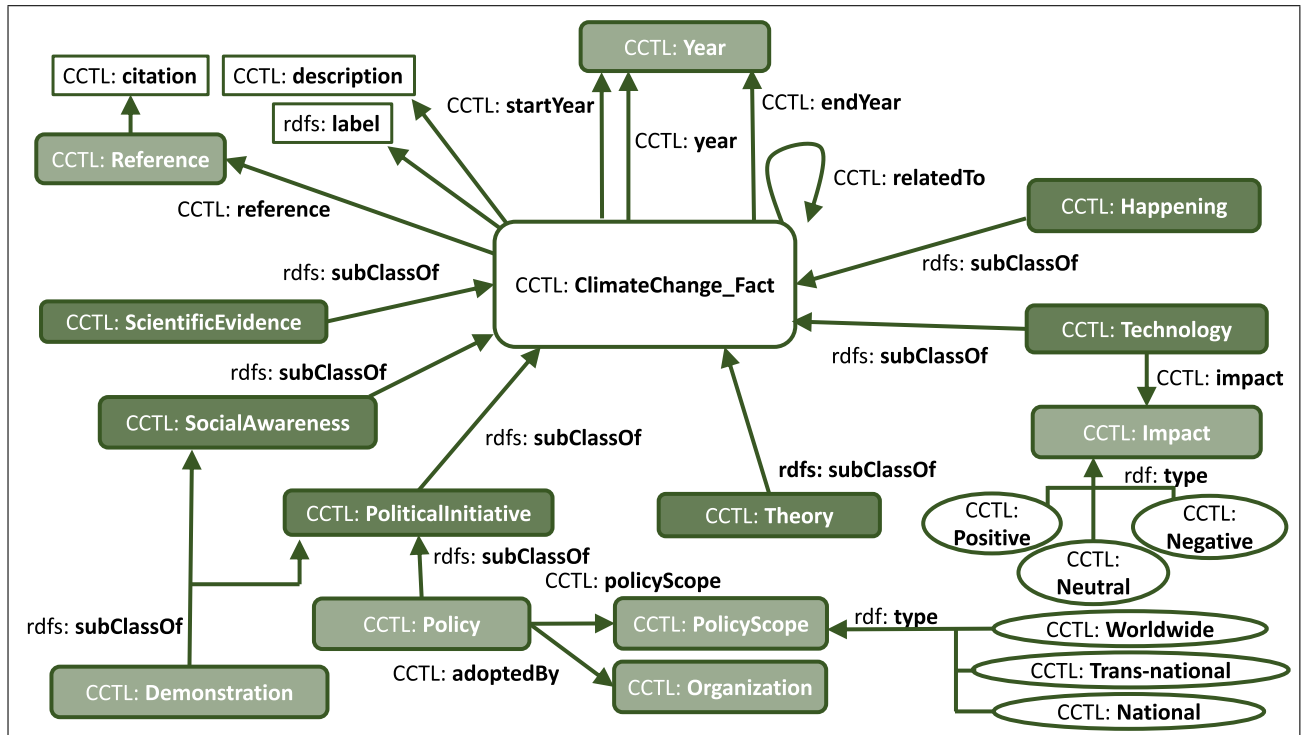 CCTL: Year
CCTL: citation
CCTL: description
rdfs: label
CCTL: startYear
CCTL: endYear
CCTL: year
CCTL: Reference
CCTL: relatedTo
CCTL: reference
CCTL: Happening
rdfs: subClassOf
rdfs: subClassOf
CCTL: ClimateChange_Fact
CCTL: ScientificEvidence
CCTL: Technology
rdfs: subClassOf
rdfs: subClassOf
CCTL: impact
CCTL: SocialAwareness
CCTL: Impact
rdfs: subClassOf
rdfs: subClassOf
rdf: type
CCTL: PoliticalInitiative
CCTL: Theory
CCTL:
Positive
CCTL:
Negative
CCTL:
Neutral
rdfs: subClassOf
CCTL: policyScope
rdfs: subClassOf
CCTL: Policy
CCTL: PolicyScope
rdf: type
CCTL: Worldwide
CCTL: adoptedBy
CCTL: Trans-national
CCTL: Demonstration
CCTL: Organization
CCTL: National